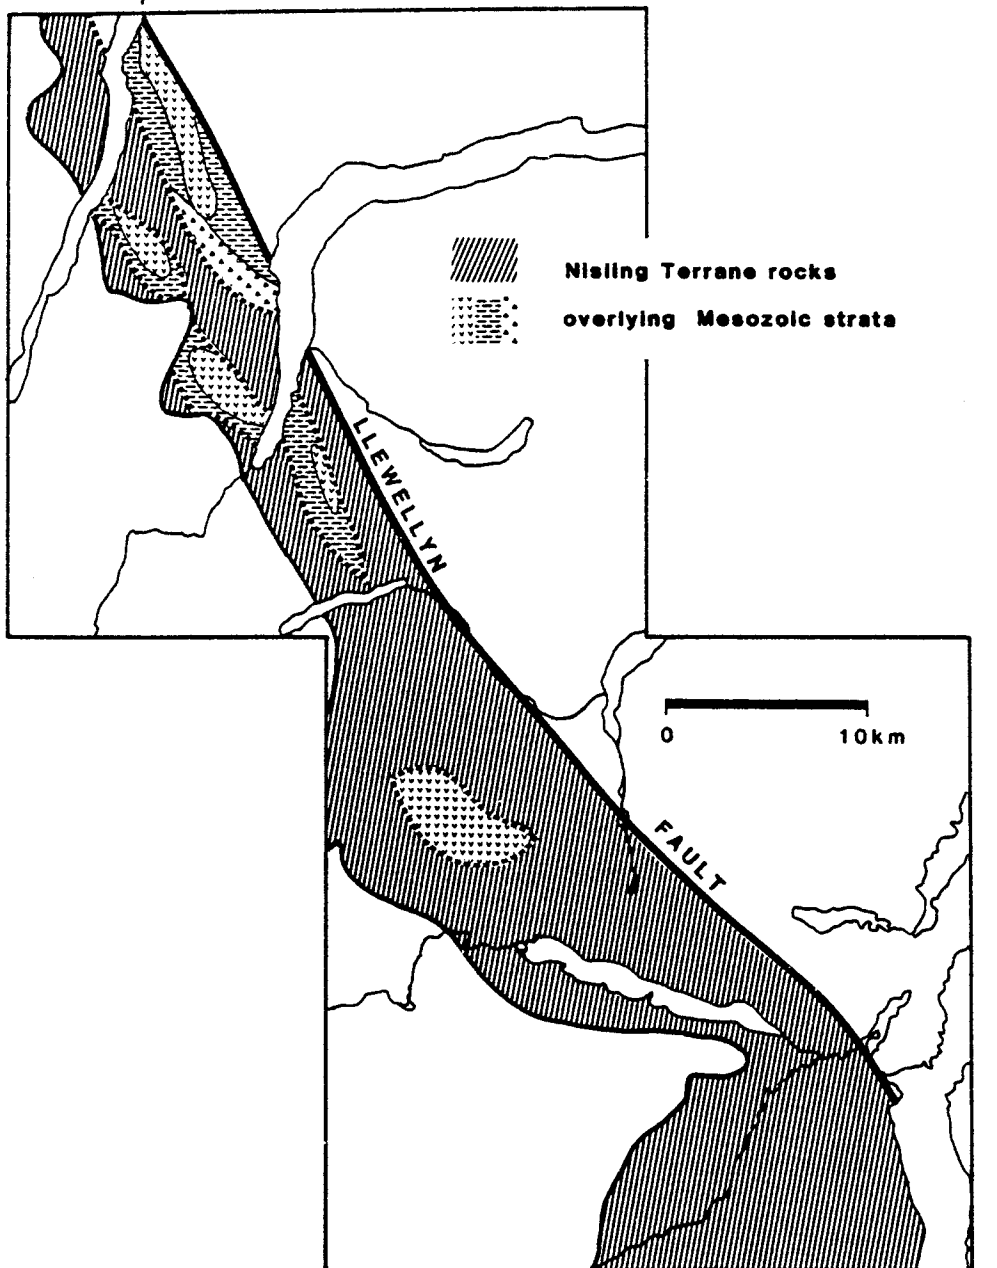 Nisling Terrane rocks
overlying Mesozoic strata
LLEWELLYN
FAULT
0 10km